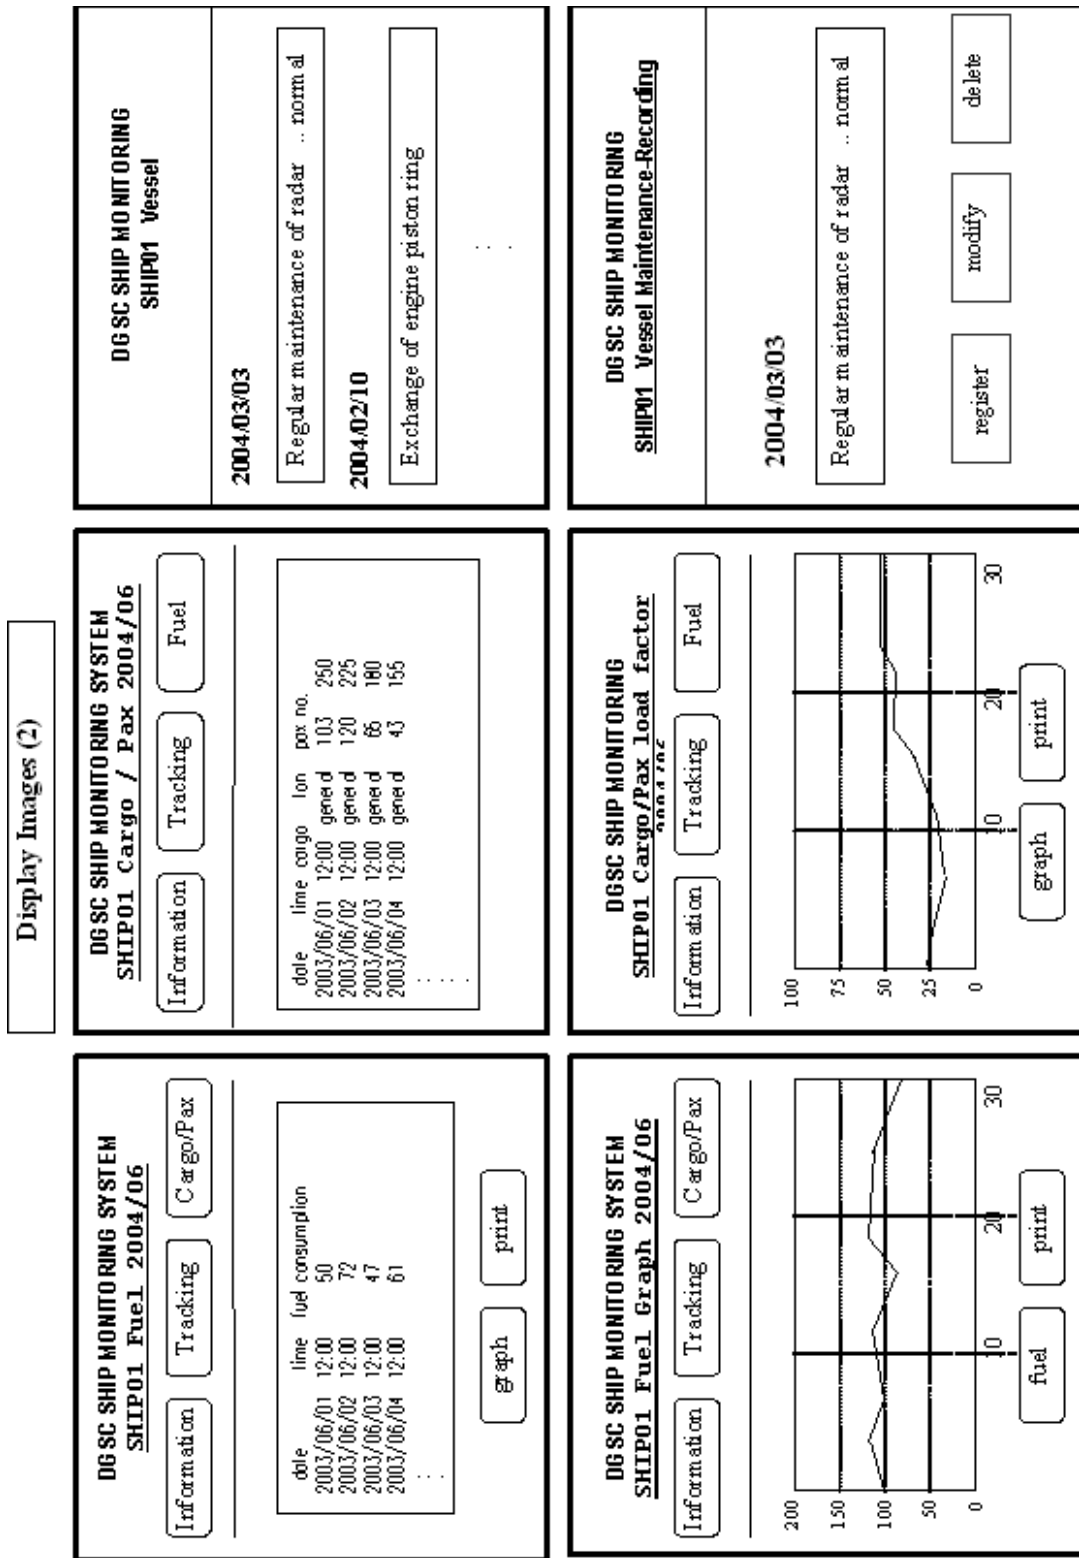 Display Images (2)
DGSC SHIP MONITORING SYSTEM
SHIP01 Fuel 2004/06
Information Tracking Cargo/Pax
dole lime fuel consumption
2003/06/01 12:00 50
2003/06/02 12:00 72
2003/06/03 12:00 47
2003/06/04 12:00 61
: :
graph print
DGSC SHIP MONITORING SYSTEM
SHIP01 Cargo / Pax 2004/06
Information Tracking Fuel
dole lime cargo lon pox no.
2003/06/01 12:00 general 103 250
2003/06/02 12:00 general 120 225
2003/06/03 12:00 general 65 180
2003/06/04 12:00 general 43 155
: : :
DGSC SHIP MONITORING
SHIP01 Vessel
2004/03/03
Regular maintenance of radar .. normal
2004/02/10
Exchange of engine piston ring
: :
DGSC SHIP MONITORING SYSTEM
SHIP01 Fuel Graph 2004/06
Information Tracking Cargo/Pax
200
150
100
50
0
10 20 30
fuel print
DGSC SHIP MONITORING
SHIP01 Cargo/Pax load factor
Information Tracking Fuel
100
75
50
25
0
10 20 30
graph print
DGSC SHIP MONITORING
SHIP01 Vessel Maintenance-Recording
2004/03/03
Regular maintenance of radar .. normal
register modify delete